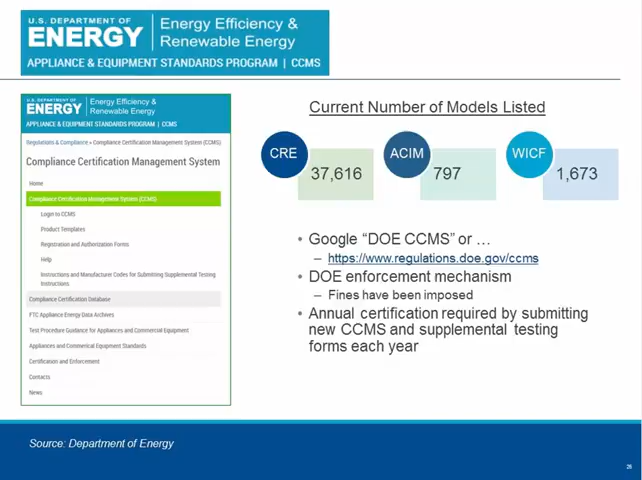 U.S. DEPARTMENT OF
ENERGY
Energy Efficiency &
Renewable Energy
APPLIANCE & EQUIPMENT STANDARDS PROGRAM | CCMS
U.S. DEPARTMENT OF
ENERGY
Energy Efficiency &
Renewable Energy
APPLIANCE & EQUIPMENT STANDARDS PROGRAM | CCMS
Regulations & Compliance » Compliance Certification Management System (CCMS)
Compliance Certification Management System
Home
Compliance Certification Management System (CCMS)
Login to CCMS
Product Templates
Registration and Authorization Forms
Help
Instructions and Manufacturer Codes for Submitting Supplemental Testing
Instructions
Compliance Certification Database
FTC Appliance Energy Data Archives
Test Procedure Guidance for Appliances and Commercial Equipment
Appliances and Commerical Equipment Standards
Certification and Enforcement
Contacts
News
Current Number of Models Listed
CRE
37,616
ACIM
797
WICF
1,673
• Google “DOE CCMS” or …
– https://www.regulations.doe.gov/ccms
• DOE enforcement mechanism
– Fines have been imposed
• Annual certification required by submitting
new CCMS and supplemental testing
forms each year
Source: Department of Energy